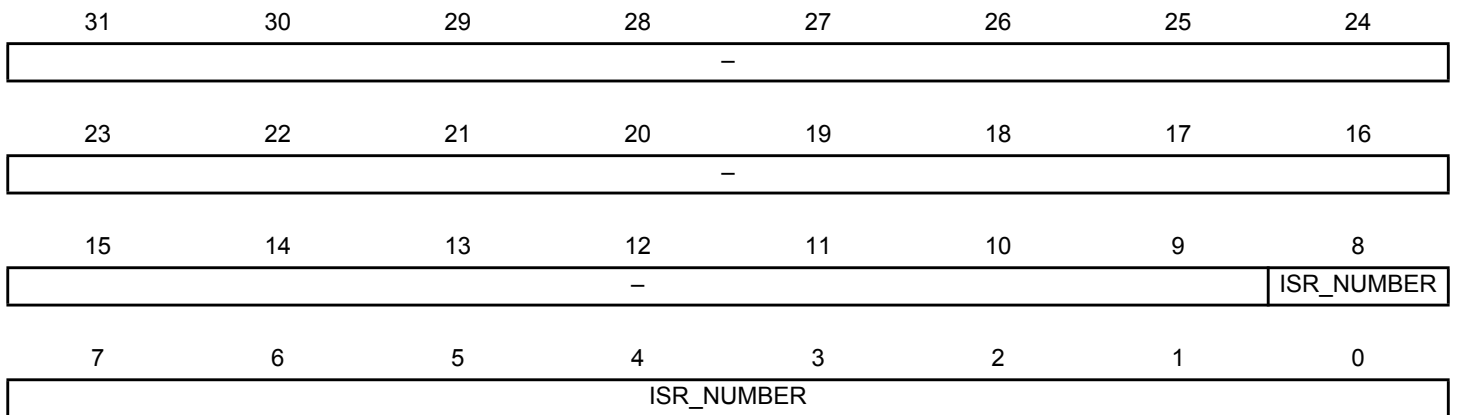 31 30 29 28 27 26 25 24
–
23 22 21 20 19 18 17 16
–
15 14 13 12 11 10 9 8
– ISR_NUMBER
7 6 5 4 3 2 1 0
ISR_NUMBER